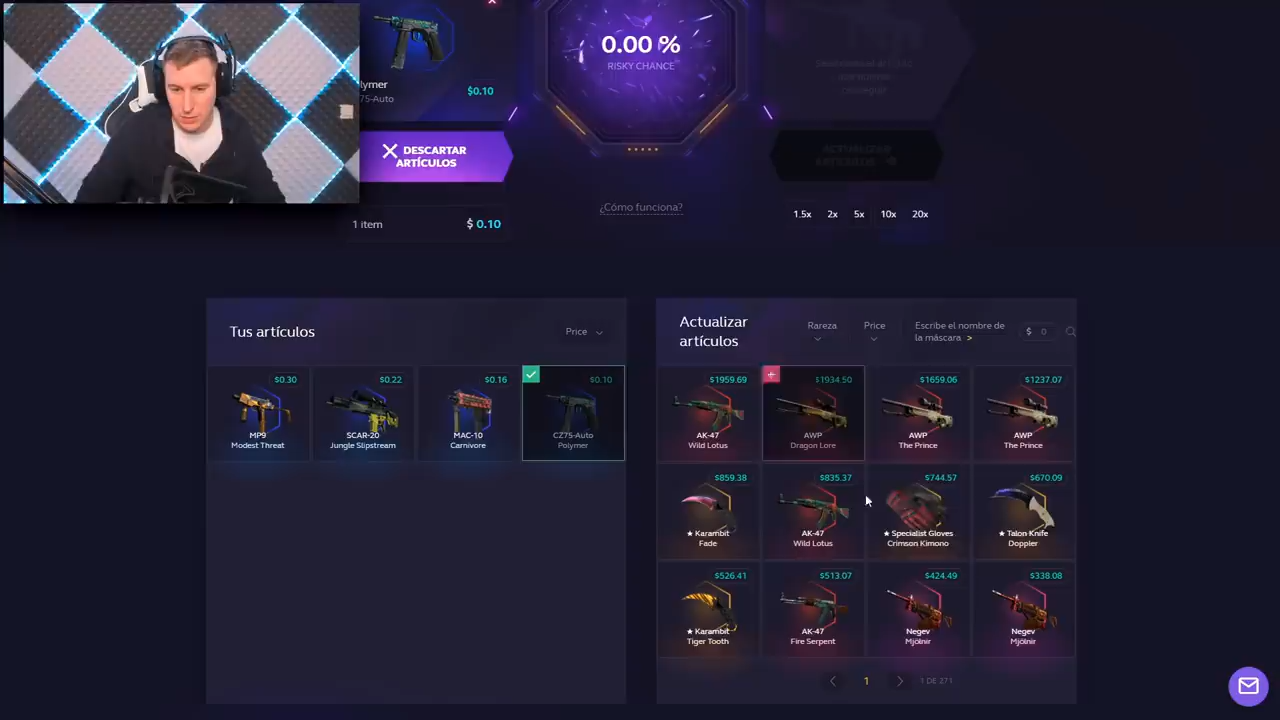 0.00 %
RISKY CHANCE
lymer
75-Auto
$0.10
DESCARTAR
ARTÍCULOS
ACTUALIZAR
ARTÍCULOS
¿Cómo funciona?
1 item
$ 0.10
1.5x 2x 5x 10x 20x
Tus artículos
Price
$0.30
MP9
Modest Threat
$0.22
SCAR-20
Jungle Slipstream
$0.16
MAC-10
Carnivore
$0.10
CZ75-Auto
Polymer
Actualizar
artículos
Rareza
Price
Escribe el nombre de
la máscara >
$ 0
$1959.69
AK-47
Wild Lotus
$1934.50
AWP
Dragon Lore
$1659.06
AWP
The Prince
$1237.07
AWP
The Prince
$859.38
★ Karambit
Fade
$835.37
AK-47
Wild Lotus
$744.57
★ Specialist Gloves
Crimson Kimono
$670.09
★ Talon Knife
Doppler
$526.41
★ Karambit
Tiger Tooth
$513.07
AK-47
Fire Serpent
$424.49
Negev
Mjölnir
$338.08
Negev
Mjölnir
1
1 DE 271